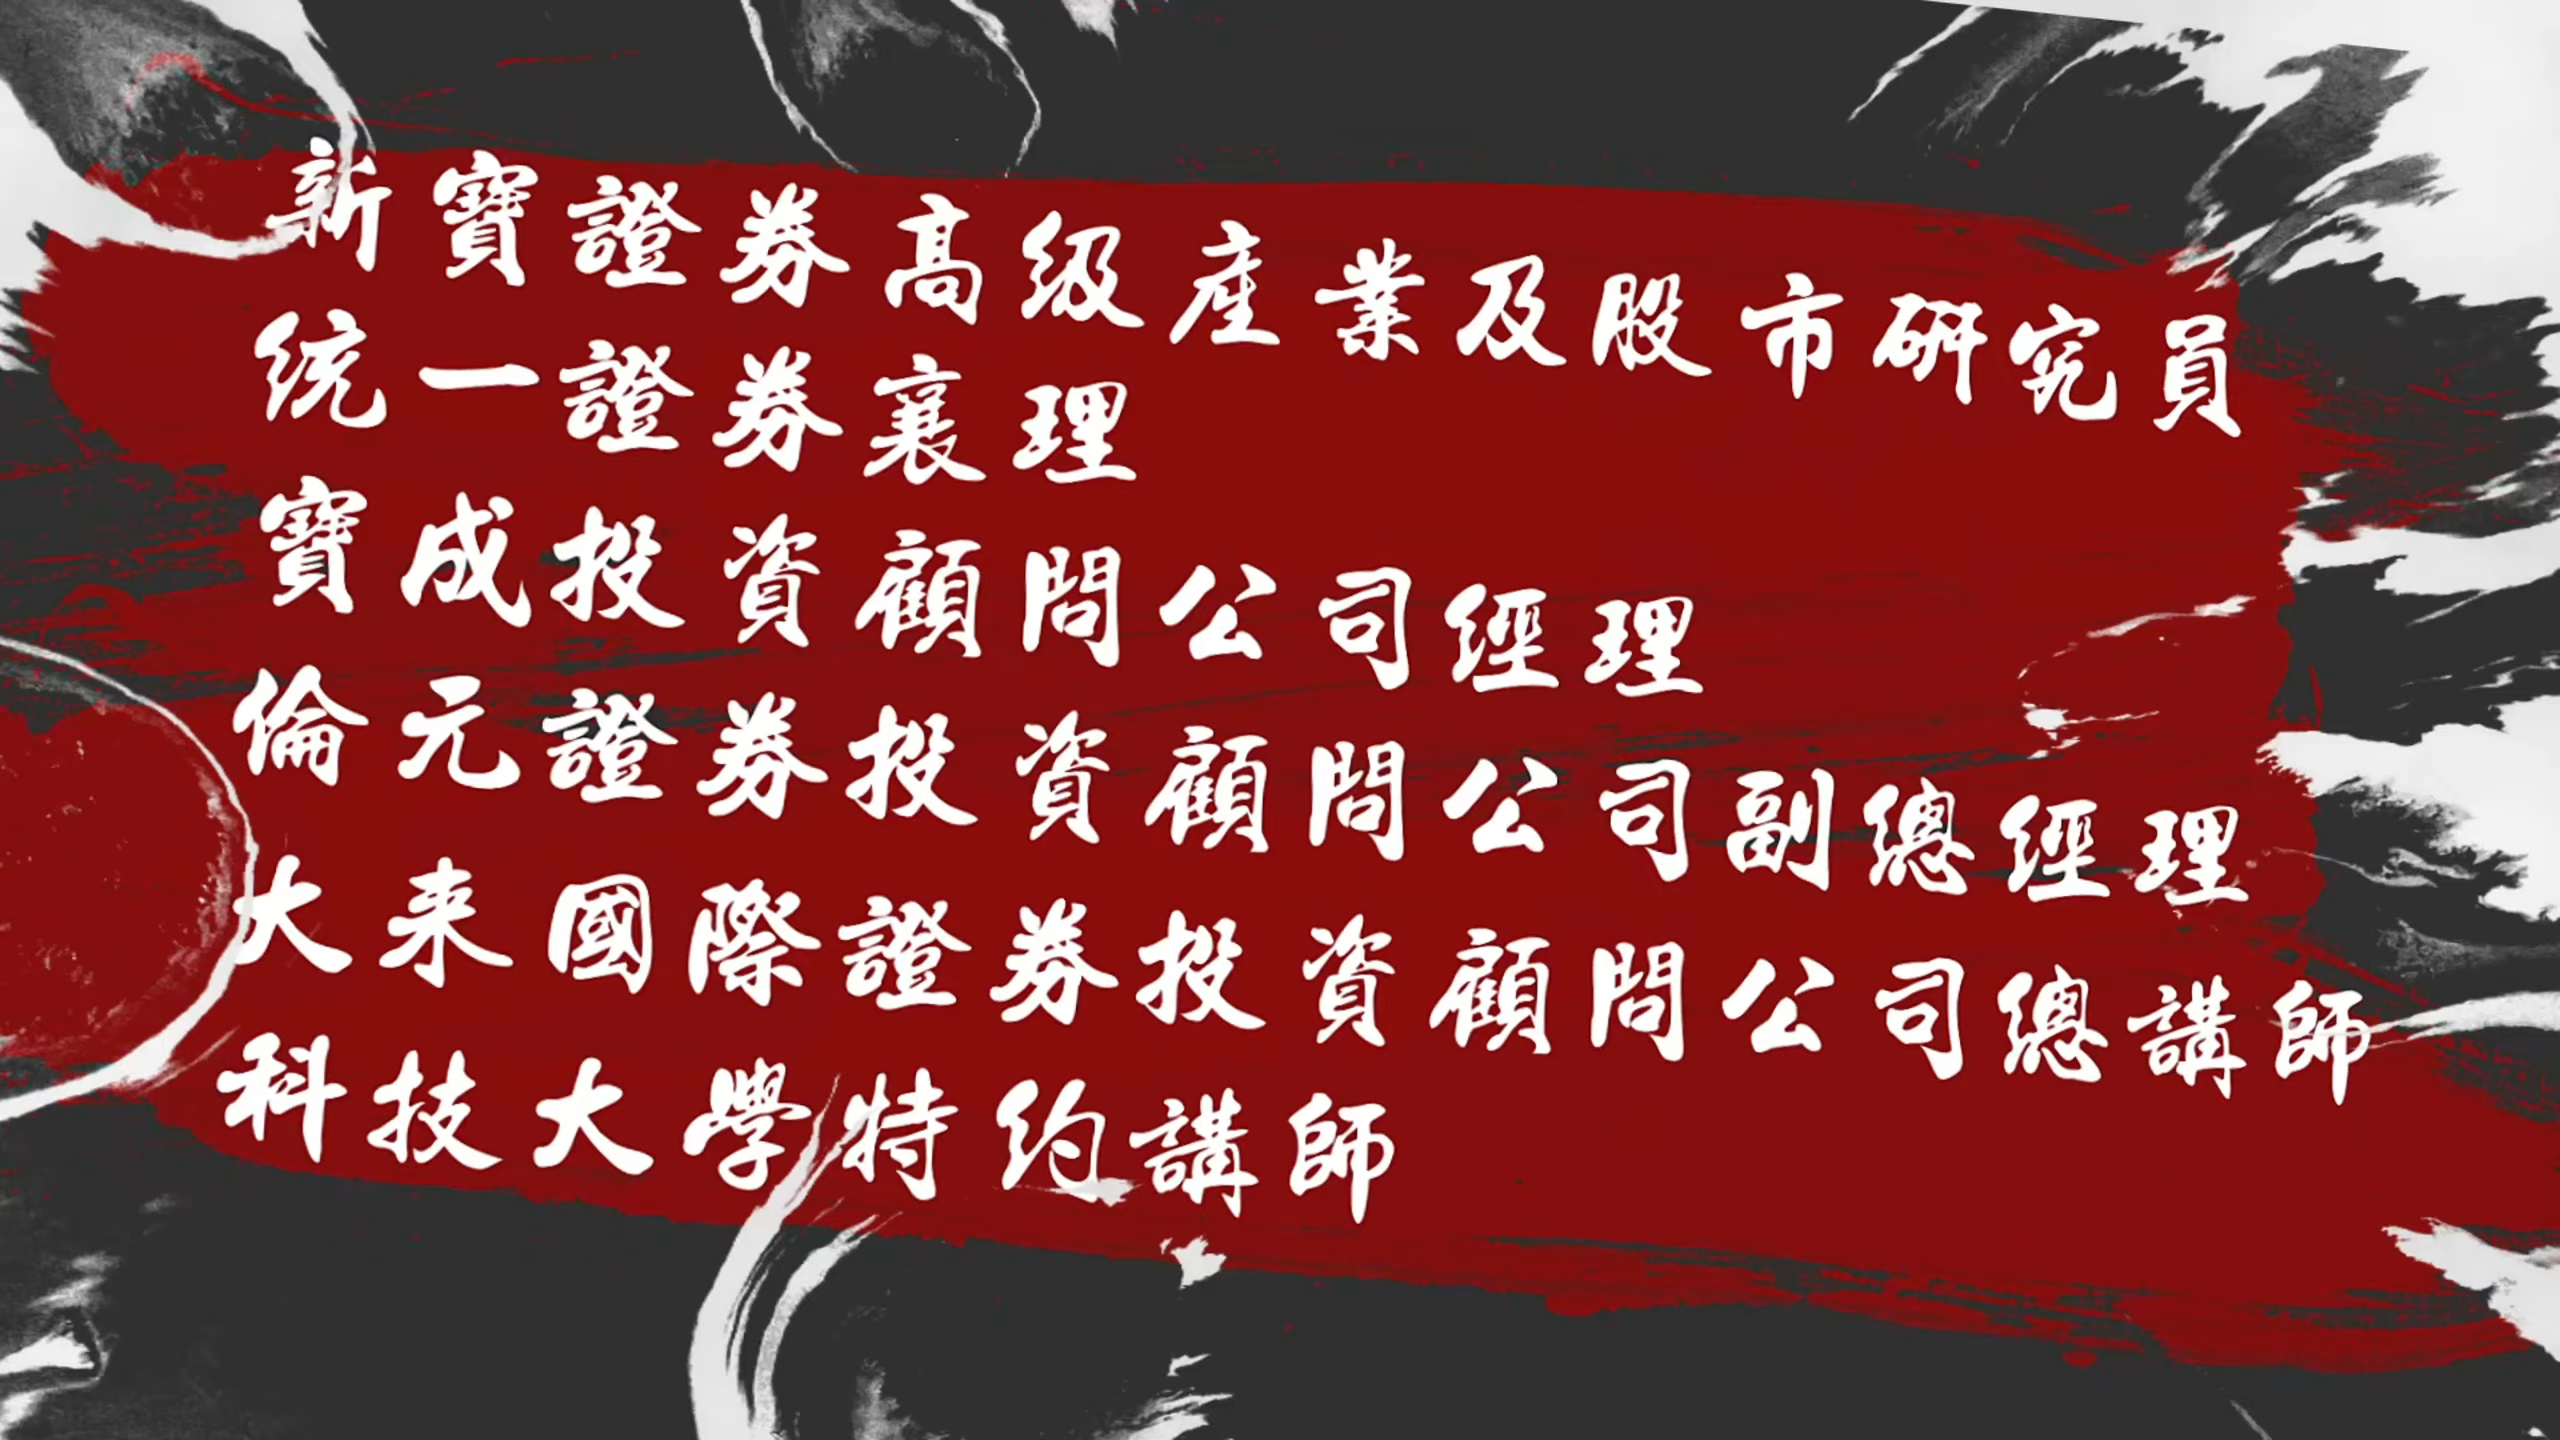 新寶證券高級產業及股市研究員
統一證券襄理
寶成投資顧問公司經理
倫元證券投資顧問公司副總經理
大來國際證券投資顧問公司總講師
科技大學特約講師